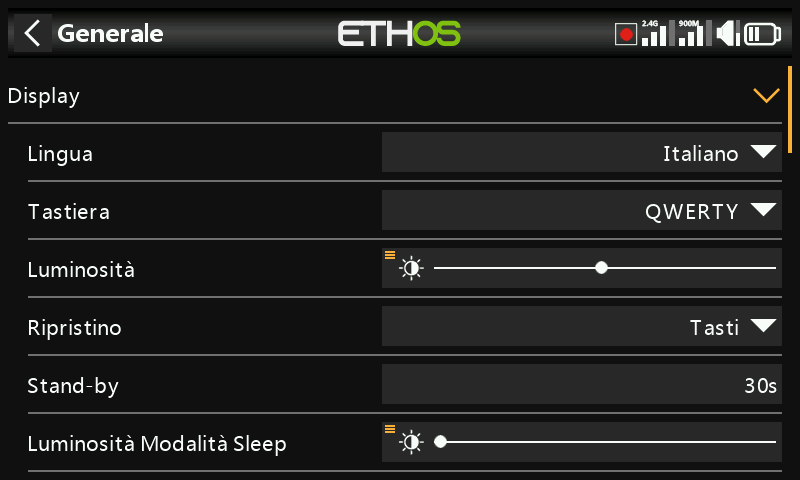 Generale
ETHOS
2.4G
900M
Display
Lingua
Italiano
Tastiera
QWERTY
Luminosità
Ripristino
Tasti
Stand-by
30s
Luminosità Modalità Sleep